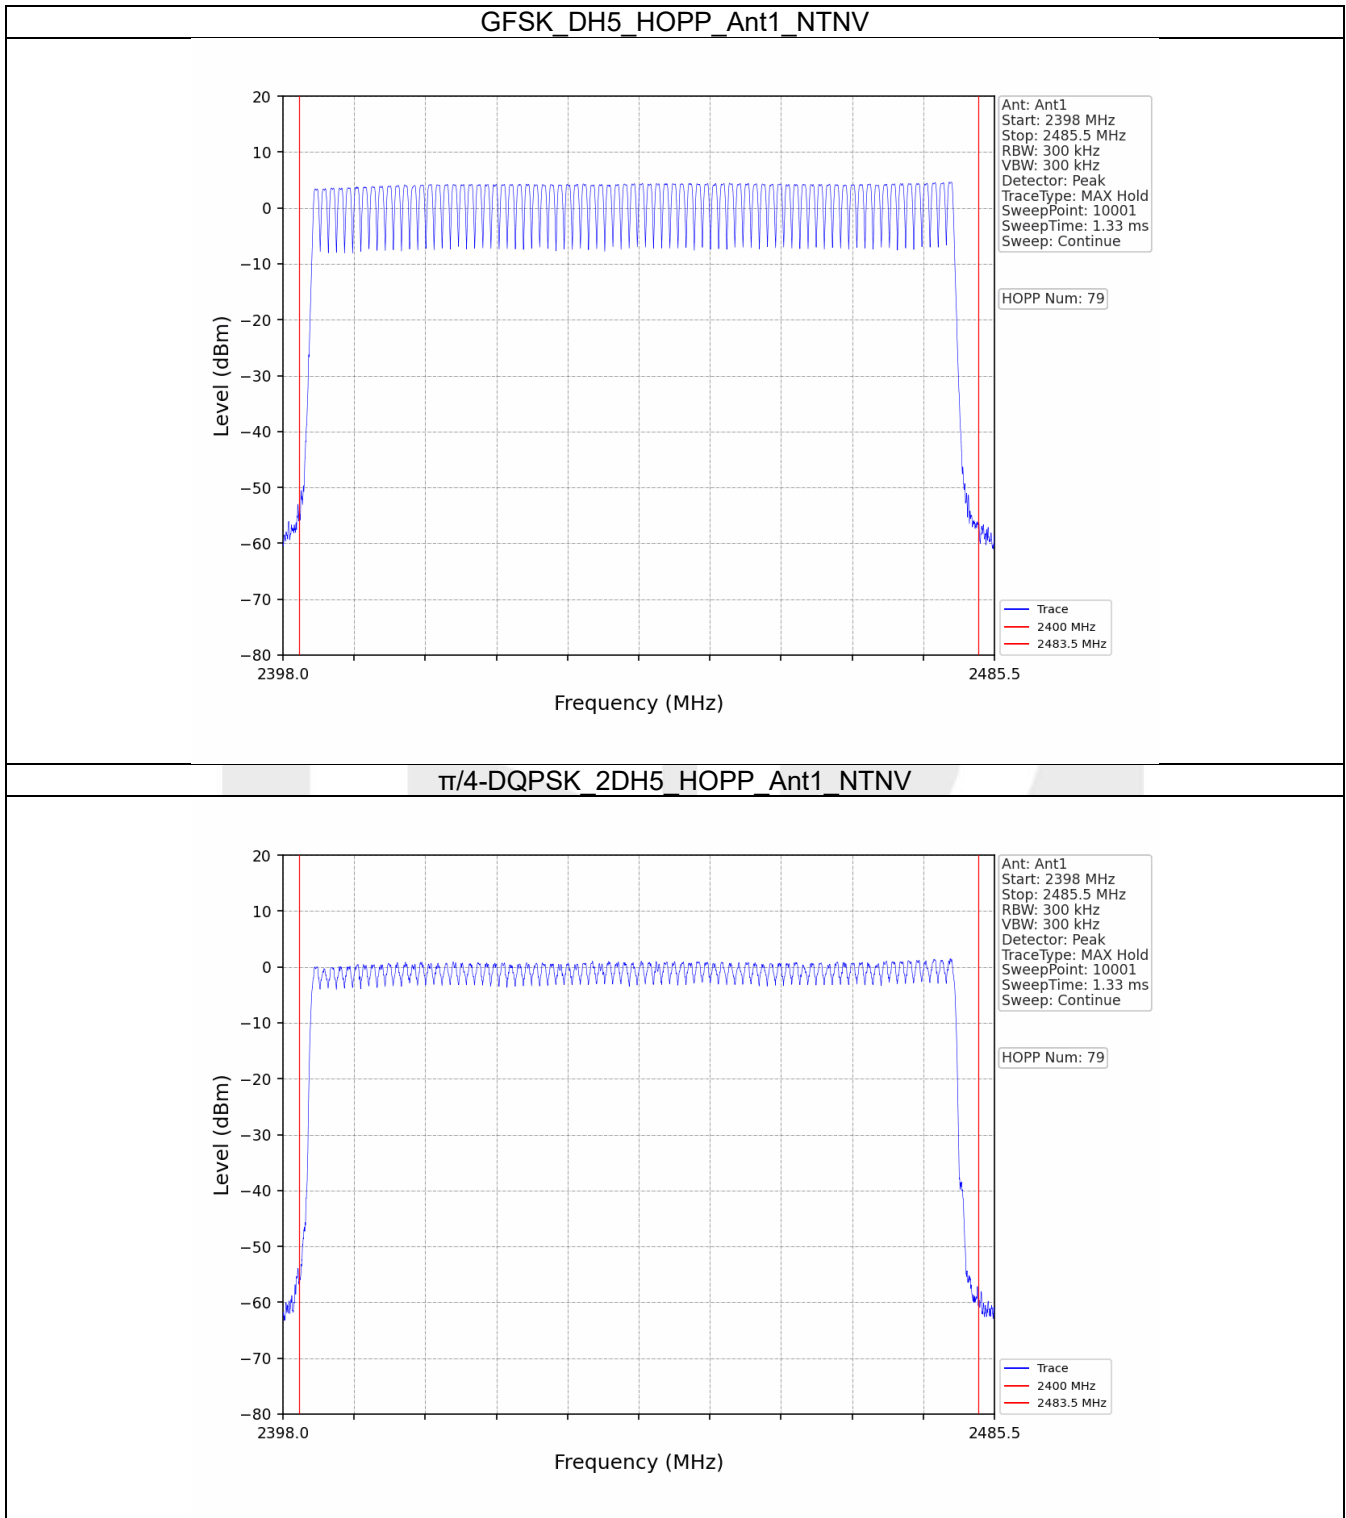 GFSK_DH5_HOPP_Ant1_NTNV
20
10
0
−10
−20
−30
−40
−50
−60
−70
−80
Level (dBm)
2398.0
2485.5
Frequency (MHz)
Ant: Ant1
Start: 2398 MHz
Stop: 2485.5 MHz
RBW: 300 kHz
VBW: 300 kHz
Detector: Peak
TraceType: MAX Hold
SweepPoint: 10001
SweepTime: 1.33 ms
Sweep: Continue
HOPP Num: 79
Trace
2400 MHz
2483.5 MHz
π/4-DQPSK_2DH5_HOPP_Ant1_NTNV
20
10
0
−10
−20
−30
−40
−50
−60
−70
−80
Level (dBm)
2398.0
2485.5
Frequency (MHz)
Ant: Ant1
Start: 2398 MHz
Stop: 2485.5 MHz
RBW: 300 kHz
VBW: 300 kHz
Detector: Peak
TraceType: MAX Hold
SweepPoint: 10001
SweepTime: 1.33 ms
Sweep: Continue
HOPP Num: 79
Trace
2400 MHz
2483.5 MHz